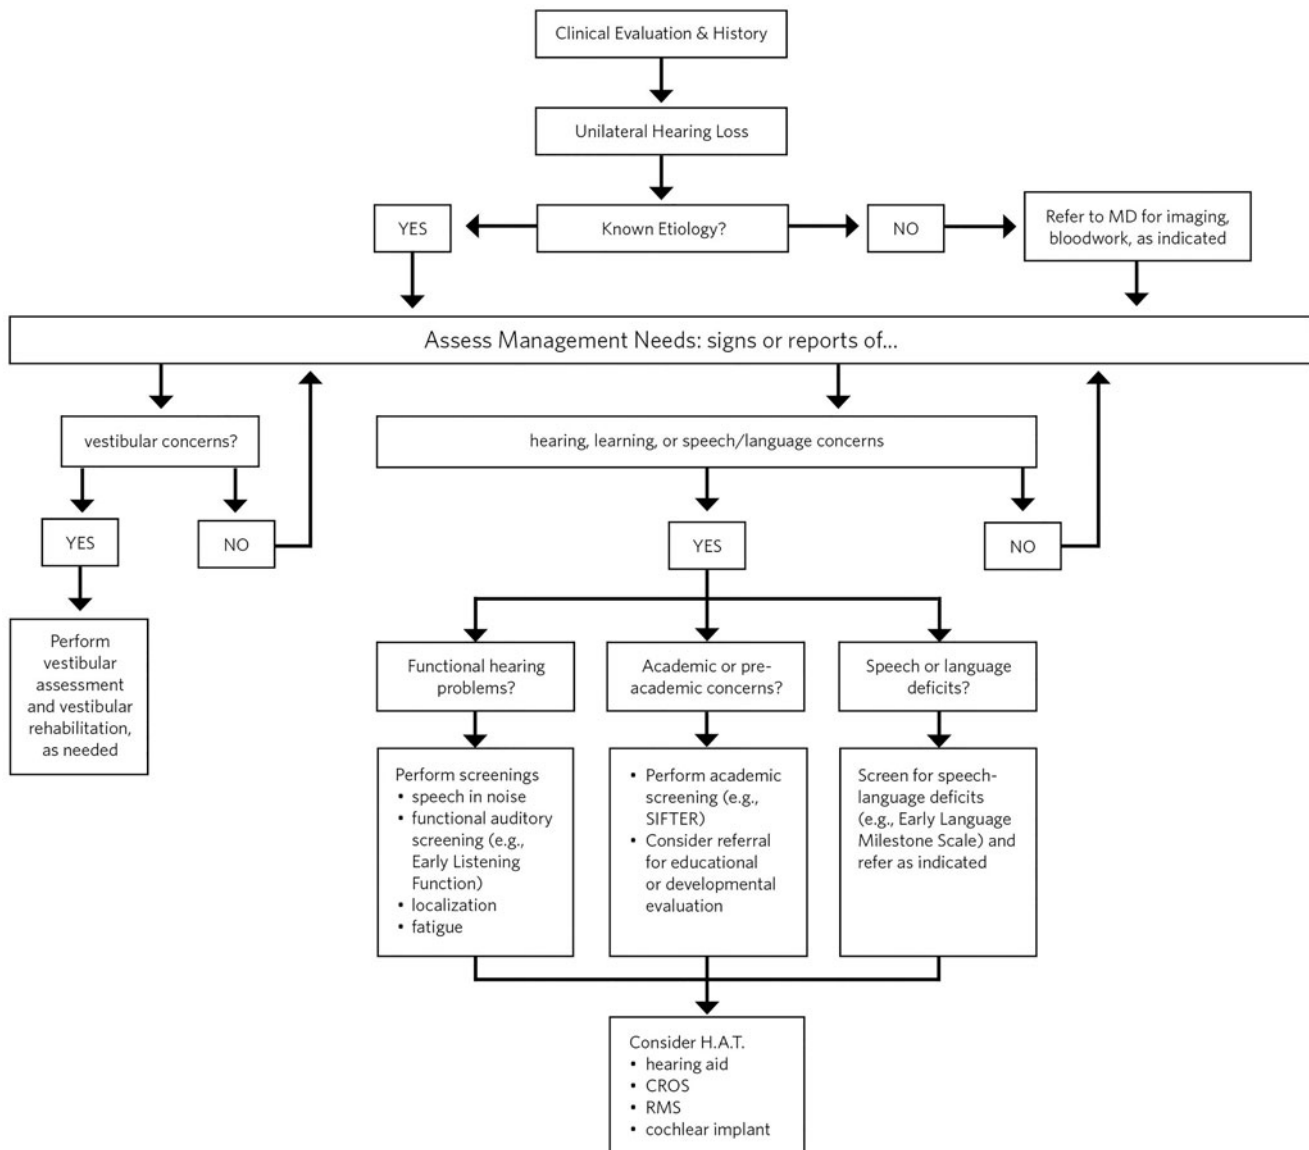 Clinical Evaluation & History
Unilateral Hearing Loss
YES
Known Etiology?
NO
Refer to MD for imaging,
bloodwork, as indicated
Assess Management Needs: signs or reports of...
vestibular concerns?
hearing, learning, or speech/language concerns
YES
NO
YES
NO
Perform
vestibular
assessment
and vestibular
rehabilitation,
as needed
Functional hearing
problems?
Academic or pre-
academic concerns?
Speech or language
deficits?
Perform screenings
• speech in noise
• functional auditory
screening (e.g.,
Early Listening
Function)
• localization
• fatigue
• Perform academic
screening (e.g.,
SIFTER)
• Consider referral
for educational
or developmental
evaluation
Screen for speech-
language deficits
(e.g., Early Language
Milestone Scale) and
refer as indicated
Consider H.A.T.
• hearing aid
• CROS
• RMS
• cochlear implant